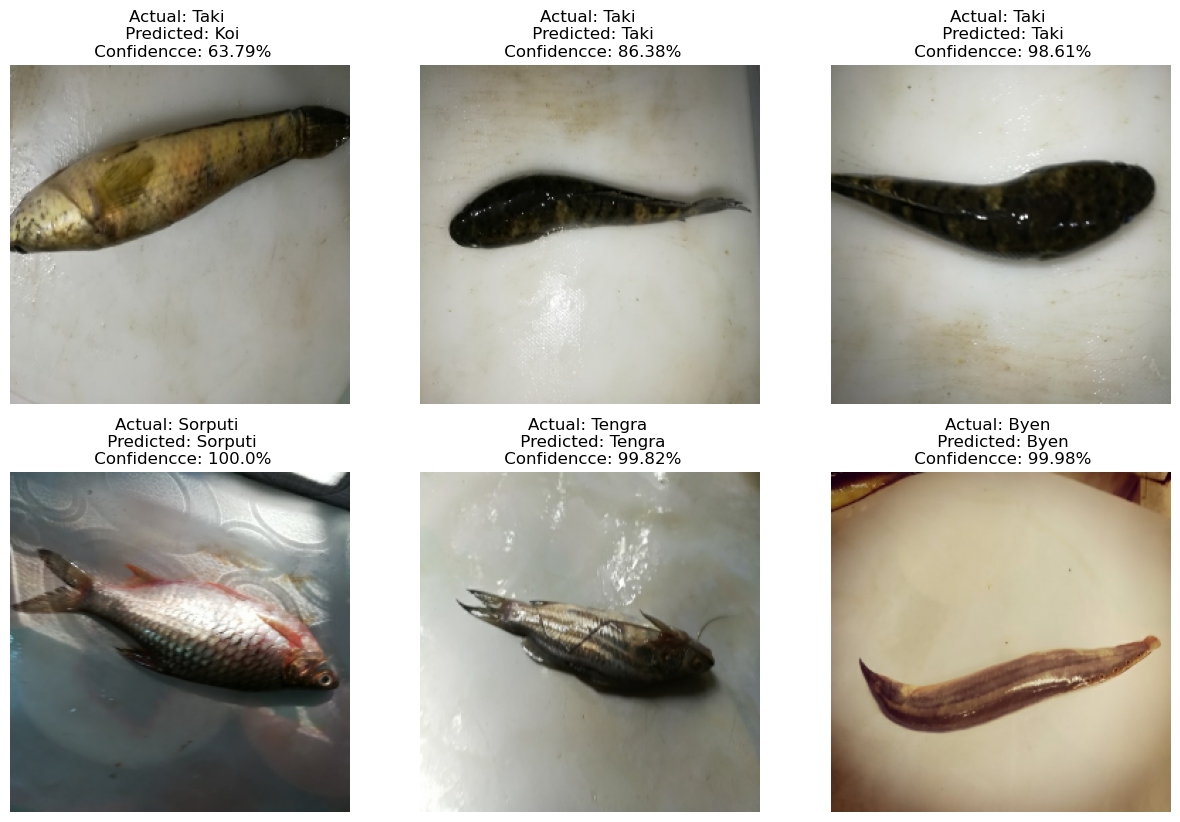 Actual: Taki
Predicted: Koi
Confidencce: 63.79%
Actual: Taki
Predicted: Taki
Confidencce: 86.38%
Actual: Taki
Predicted: Taki
Confidencce: 98.61%
Actual: Sorputi
Predicted: Sorputi
Confidencce: 100.0%
Actual: Tengra
Predicted: Tengra
Confidencce: 99.82%
Actual: Byen
Predicted: Byen
Confidencce: 99.98%